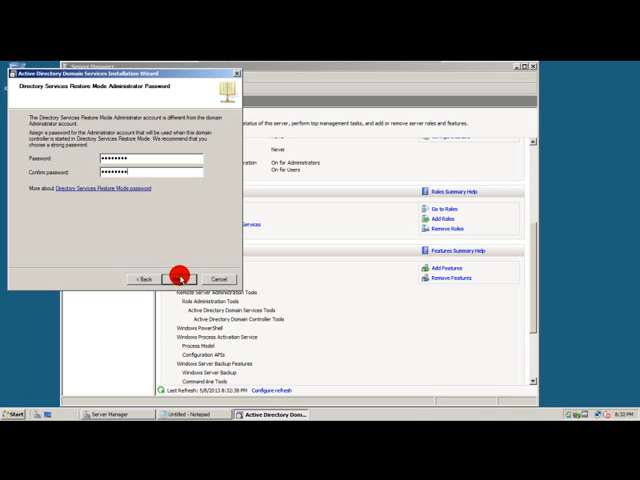 Active Directory Domain Services Installation Wizard
Directory Services Restore Mode Administrator Password
The Directory Services Restore Mode Administrator account is different from the domain
Administrator account.
Assign a password for the Administrator account that will be used when this domain
controller is started in Directory Services Restore Mode. We recommend that you
choose a strong password.
Password:
••••••••
Confirm password:
••••••••
More about Directory Services Restore Mode password
< Back
Cancel
Server Manager
status of this server, perform top management tasks, and add or remove server roles and features.
Never
On for Administrators
On for Users
Roles Summary Help
Go to Roles
Add Roles
Remove Roles
Features Summary Help
Add Features
Remove Features
Remote Server Administration Tools
Role Administration Tools
Active Directory Domain Services Tools
Active Directory Domain Controller Tools
Windows PowerShell
Windows Process Activation Service
Process Model
Configuration APIs
Windows Server Backup Features
Windows Server Backup
Command-line Tools
Last Refresh: 5/8/2013 8:32:38 PM Configure refresh
Start
Server Manager
Untitled - Notepad
Active Directory Dom...
8:32 PM